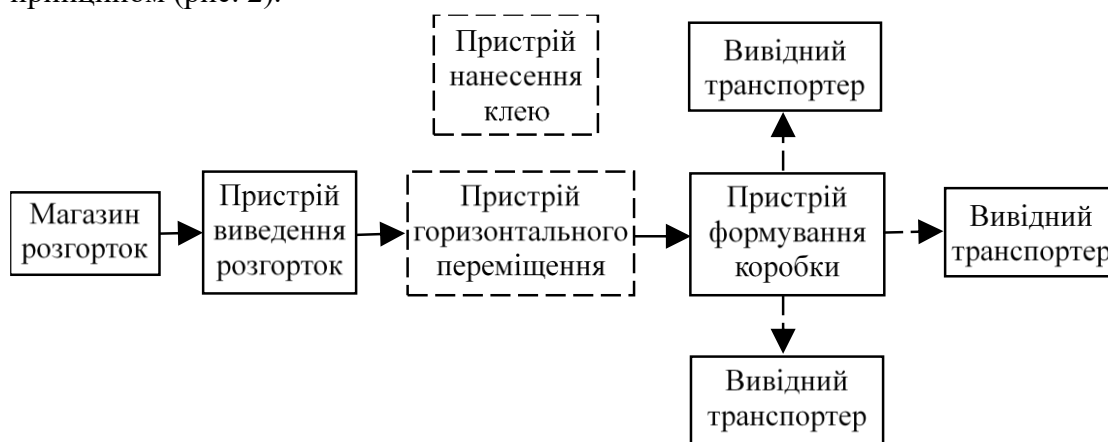 принципом (рис. 2).
Пристрій
нанесення
клею
Вивідний
транспортер
Магазин
розгорток
Пристрій
виведення
розгорток
Пристрій
горизонтального
переміщення
Пристрій
формування
коробки
Вивідний
транспортер
Вивідний
транспортер